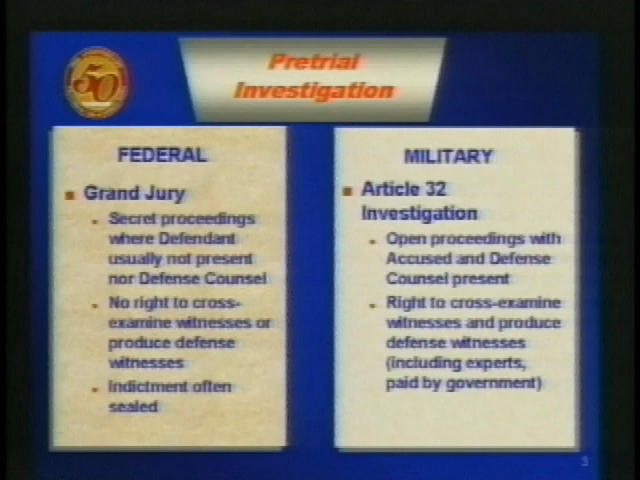 50
Pretrial
Investigation
FEDERAL
Grand Jury
Secret proceedings
where Defendant
usually not present
nor Defense Counsel
No right to cross-
examine witnesses or
produce defense
witnesses
Indictment often
sealed
MILITARY
Article 32
Investigation
Open proceedings with
Accused and Defense
Counsel present
Right to cross-examine
witnesses and produce
defense witnesses
(including experts,
paid by government)
3